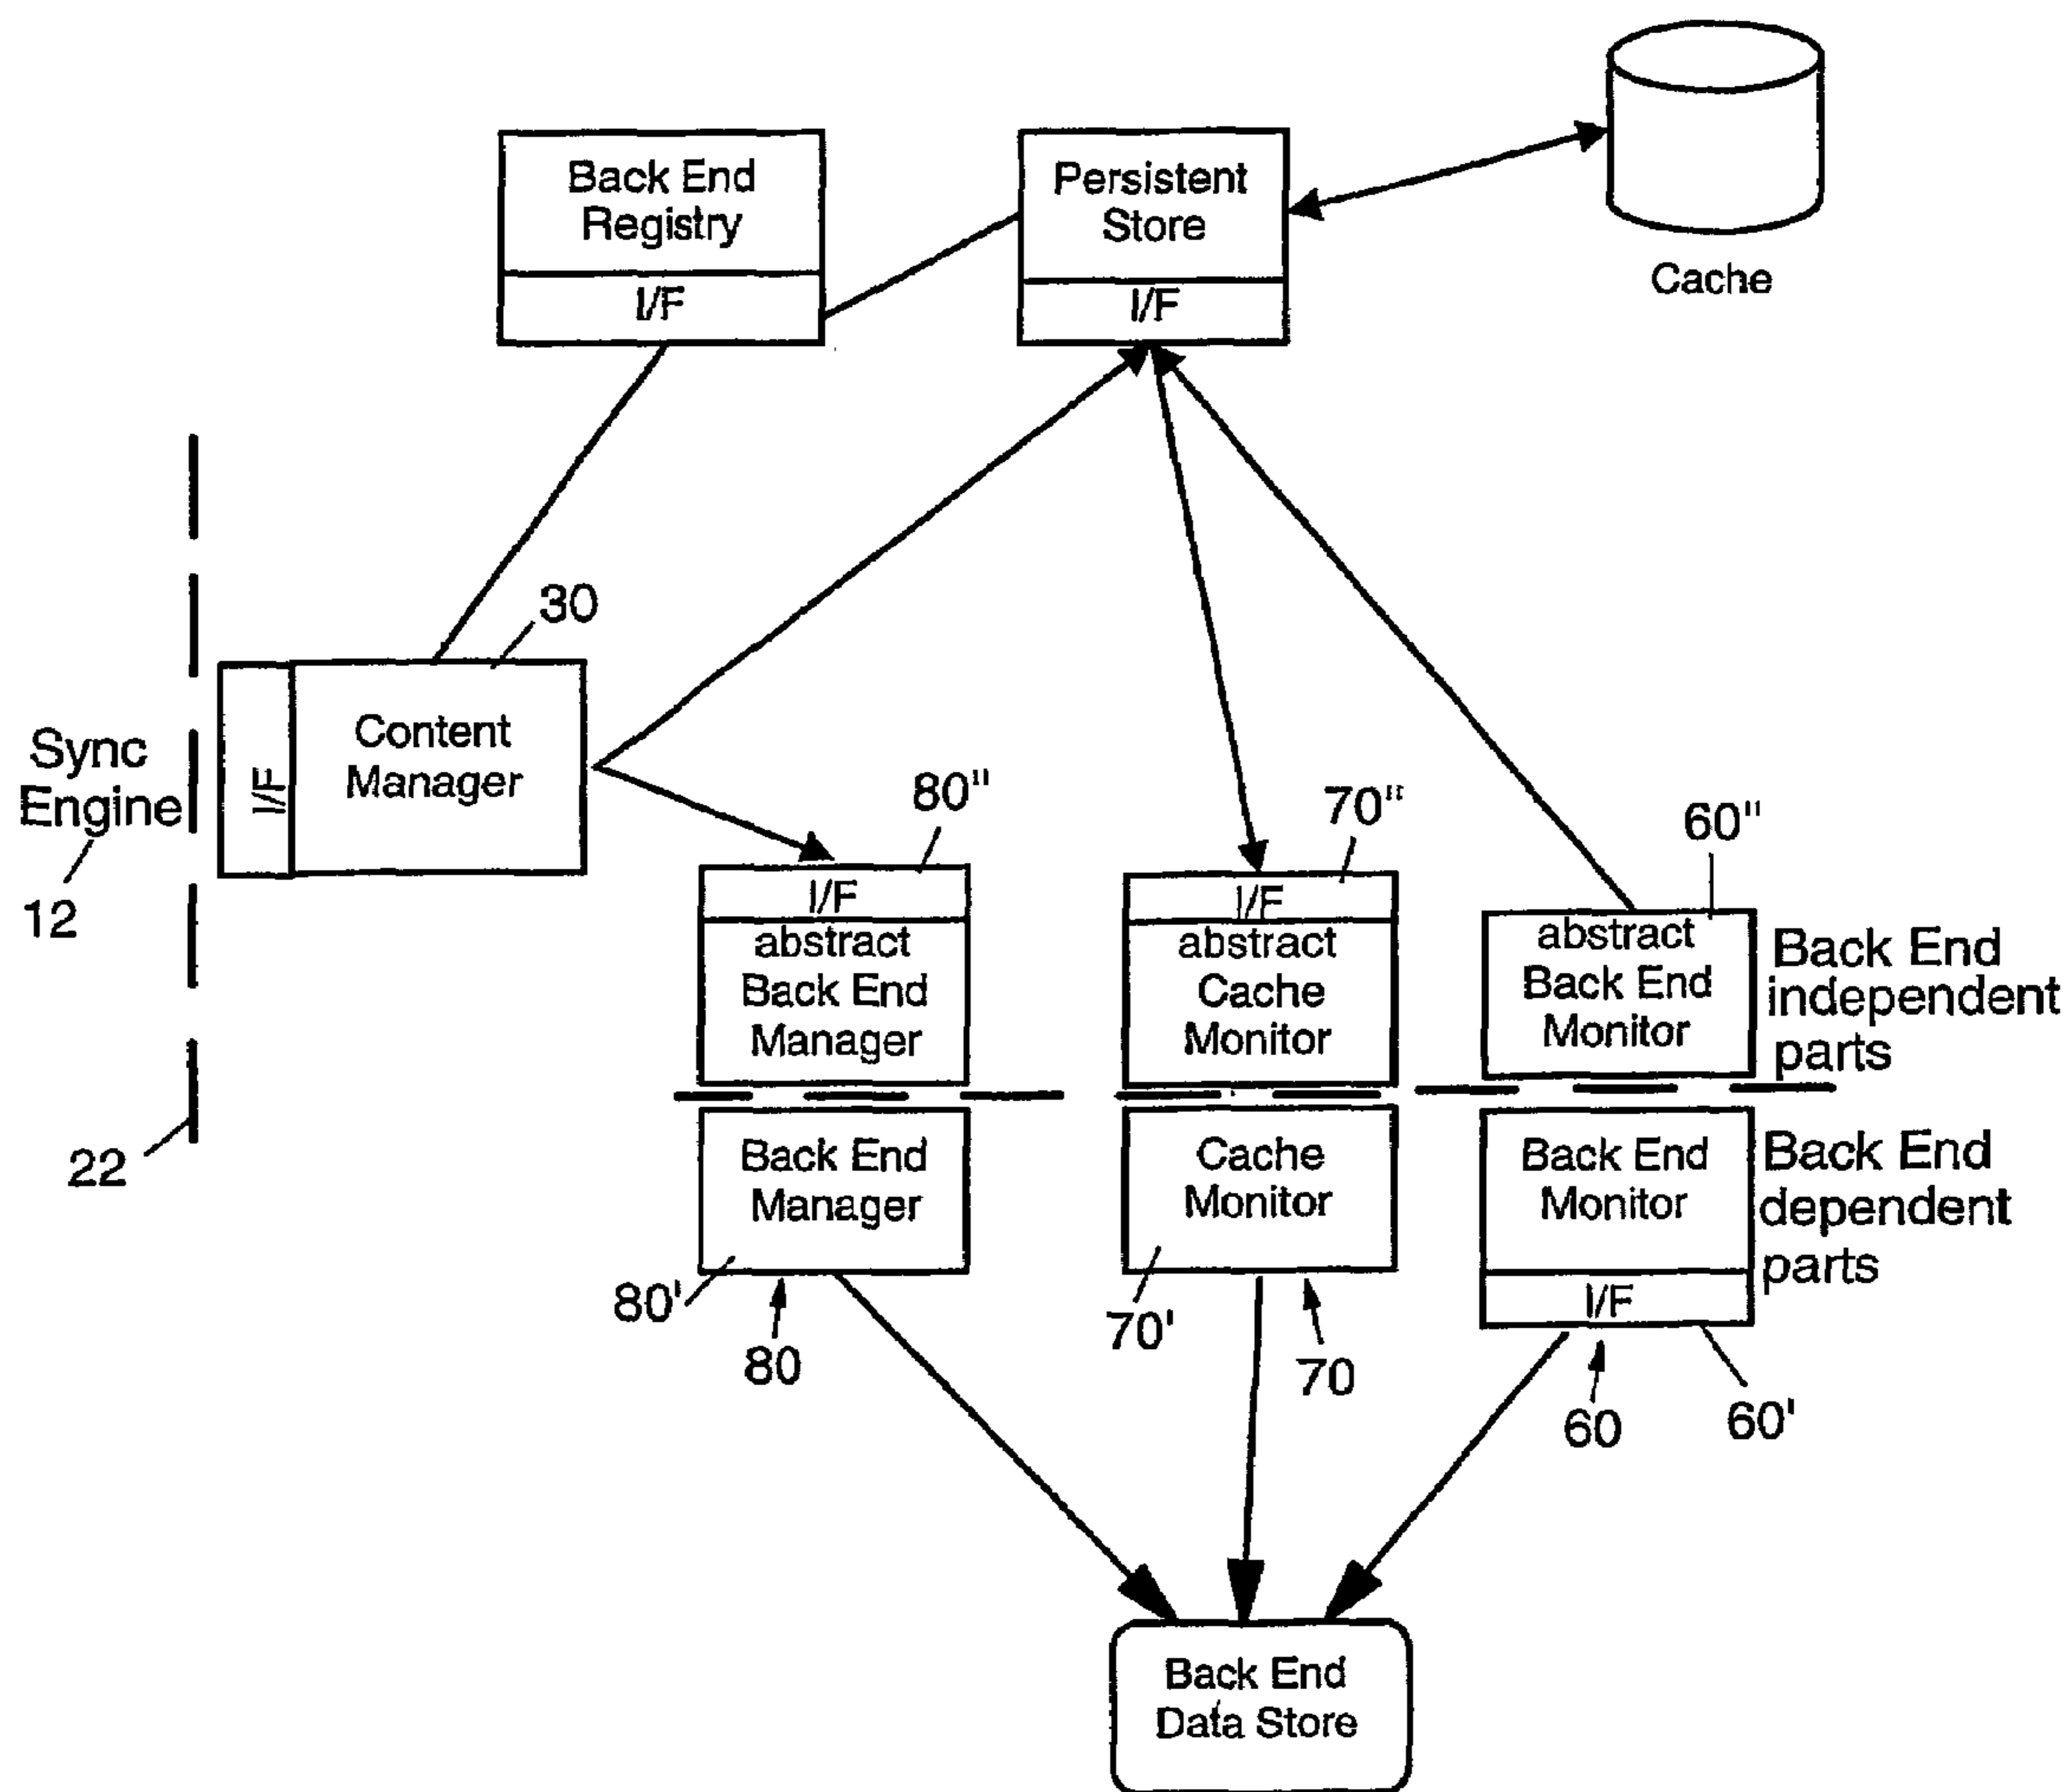 Back End
Registry
I/F
Persistent
Store
I/F
Cache
30
Sync
Engine
12
22
I/F
Content
Manager
80"
I/F
abstract
Back End
Manager
70"
I/F
abstract
Cache
Monitor
60"
abstract
Back End
Monitor
Back End
independent
parts
Back End
Manager
80'
80
Cache
Monitor
70'
70
Back End
Monitor
I/F
60
60'
Back End
dependent
parts
Back End
Data Store